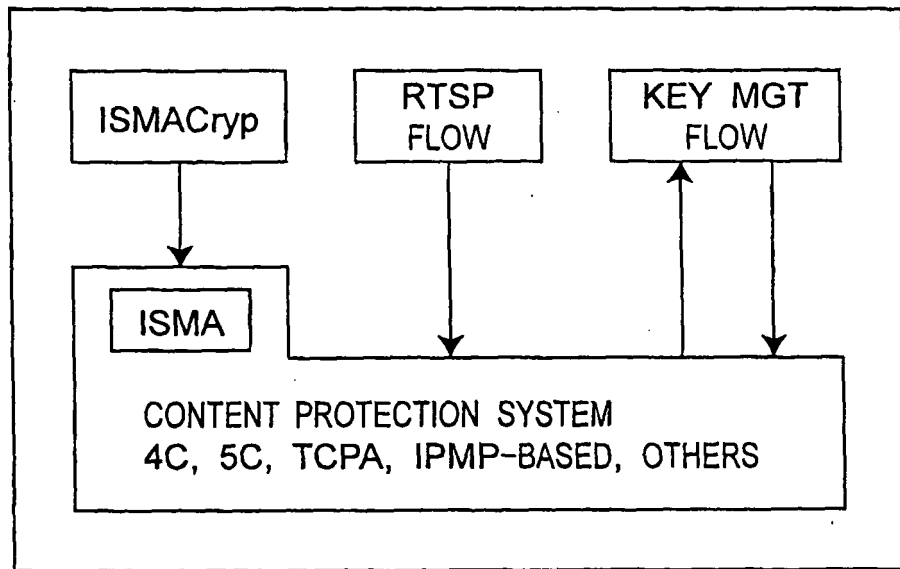 ISMACryp
RTSP
FLOW
KEY MGT
FLOW
ISMA
CONTENT PROTECTION SYSTEM
4C, 5C, TCPA, IPMP-BASED, OTHERS